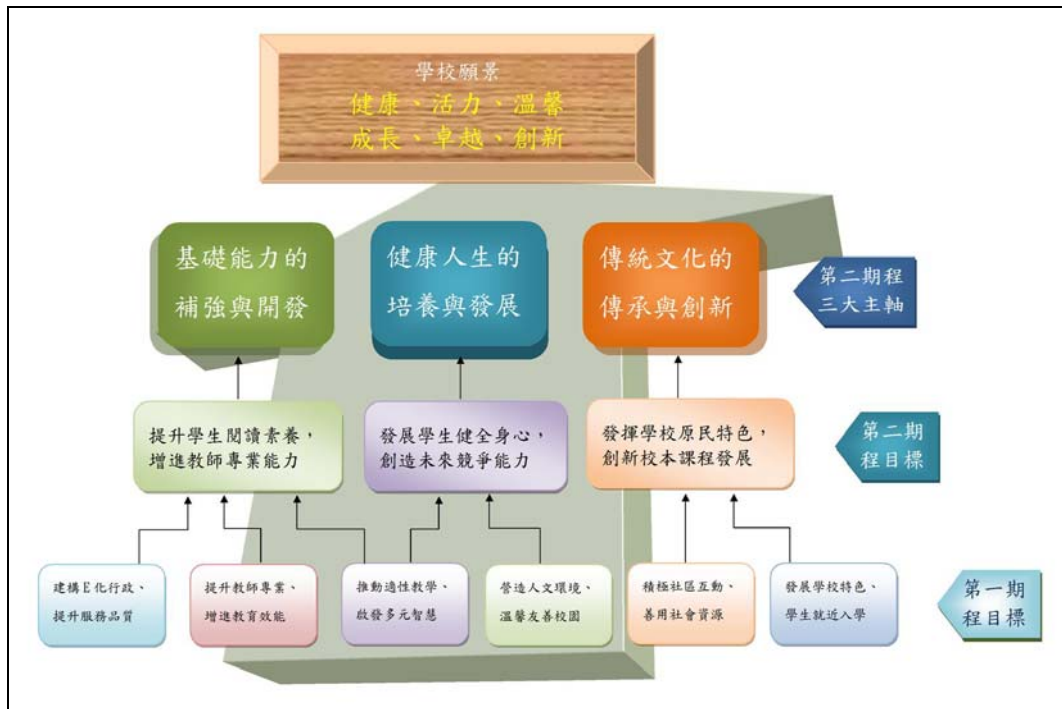 學校願景
健康、活力、溫馨
成長、卓越、創新
基礎能力的
補強與開發
健康人生的
培養與發展
傳統文化的
傳承與創新
第二期程
三大主軸
提升學生閱讀素養，
增進教師專業能力
發展學生健全身心，
創造未來競爭能力
發揮學校原民特色，
創新校本課程發展
第二期
程目標
建構E化行政、
提升服務品質
提升教師專業、
增進教育效能
推動適性教學、
啟發多元智慧
營造人文環境、
溫馨友善校園
積極社區互動、
善用社會資源
發展學校特色、
學生就近入學
第一期
程目標